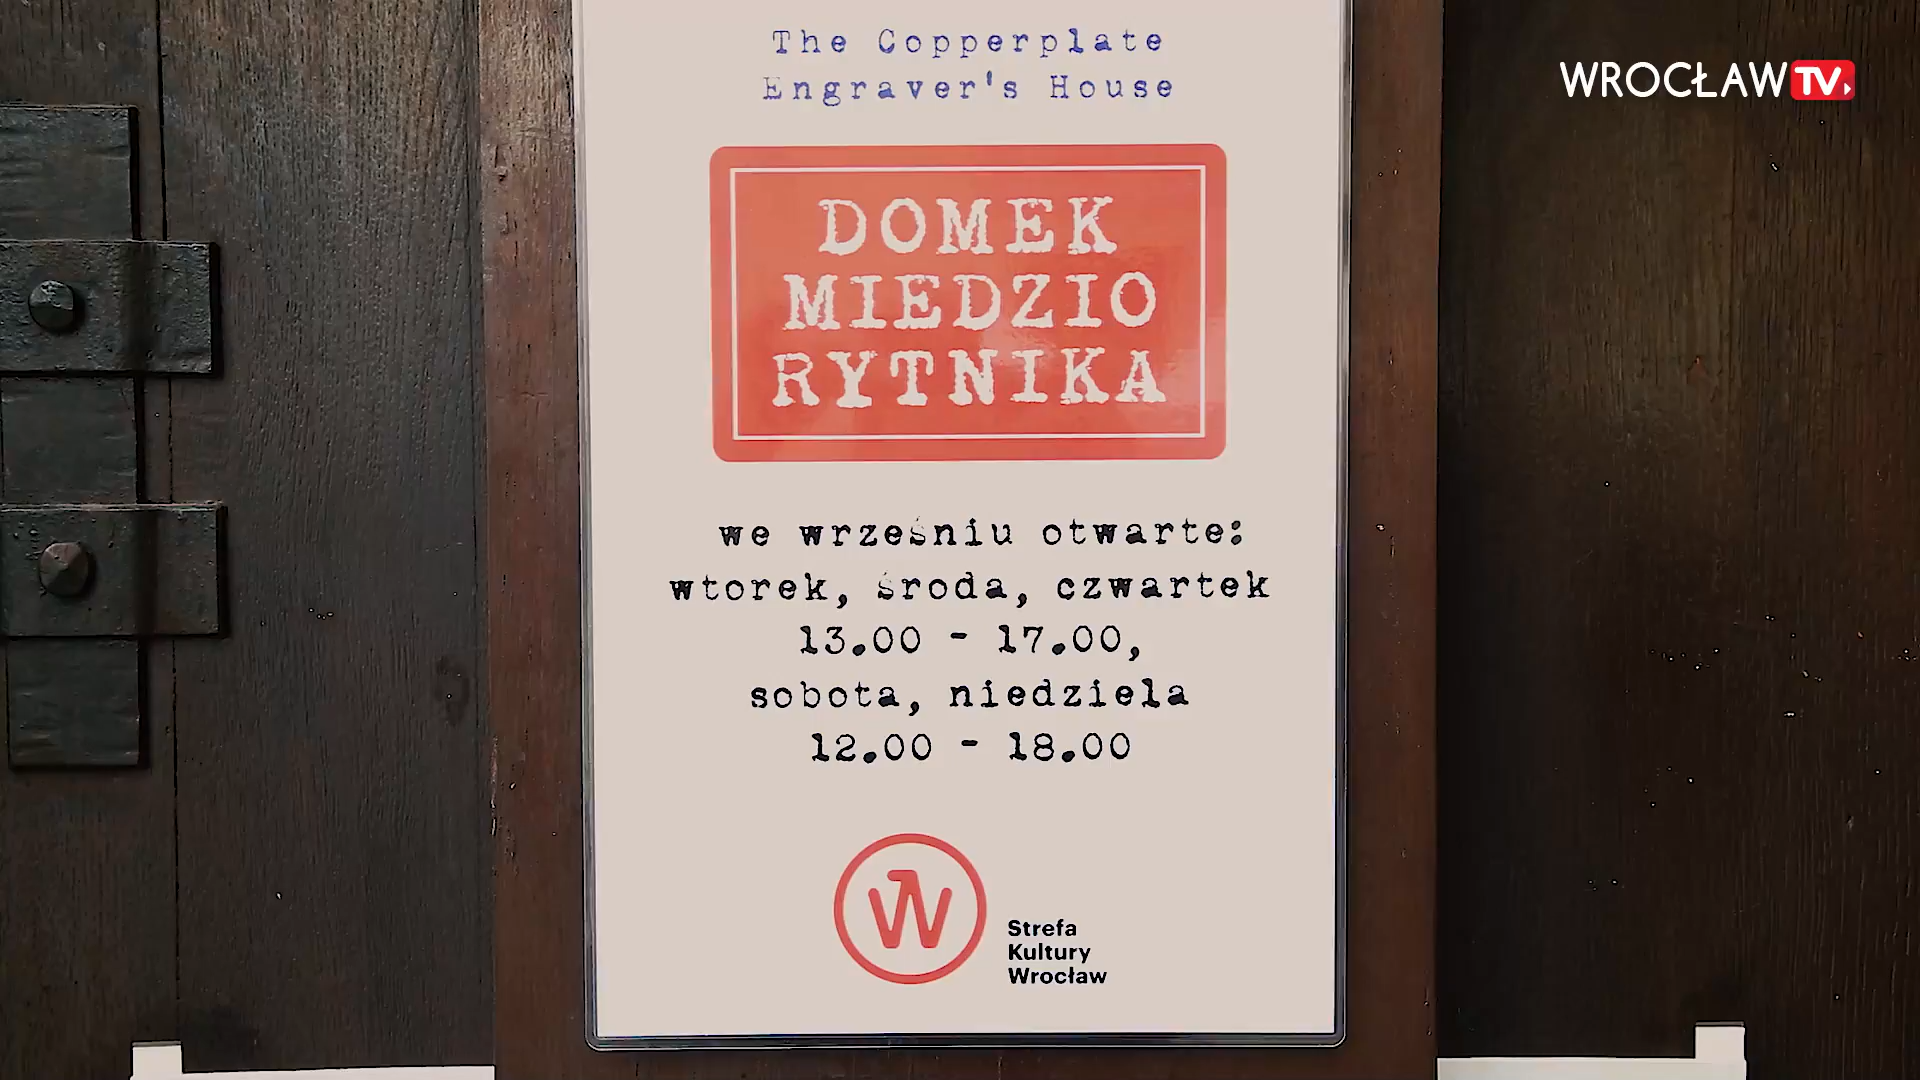 The Copperplate
Engraver's House
WROCŁAW TV
DOMEK
MIEDZIO
RYTNIKA
we wrześniu otwarte:
wtorek, środa, czwartek
13.00 - 17.00,
sobota, niedziela
12.00 - 18.00
Strefa
Kultury
Wrocław